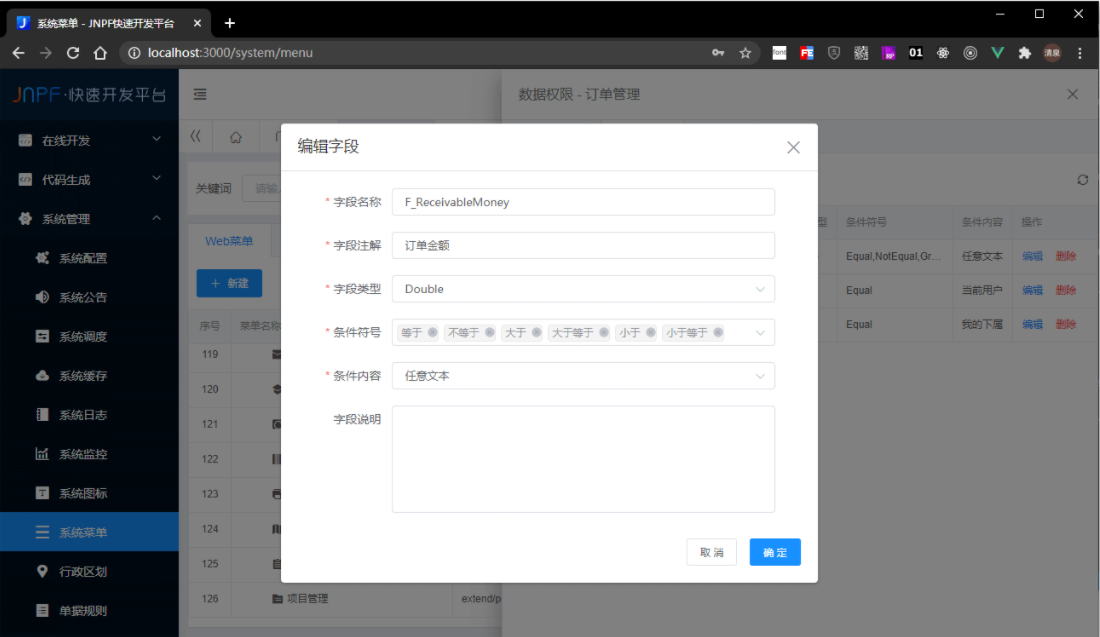 系统菜单 - JNPF快速开发平台
localhost:3000/system/menu
JNPF·快速开发平台
在线开发
代码生成
系统管理
系统配置
系统公告
系统调度
系统缓存
系统日志
系统监控
系统图标
系统菜单
行政区划
单据规则
关键词
请输
Web菜单
新建
序号 菜单名称
119
120
121
122
123
124
125
126 项目管理 extend/p
数据权限 - 订单管理
型 条件符号 条件内容 操作
Equal,NotEqual,Gr... 任意文本 编辑 删除
Equal 当前用户 编辑 删除
Equal 我的下属 编辑 删除
编辑字段
* 字段名称 F_ReceivableMoney
* 字段注解 订单金额
* 字段类型 Double
* 条件符号 等于 不等于 大于 大于等于 小于 小于等于
* 条件内容 任意文本
字段说明
取消 确定